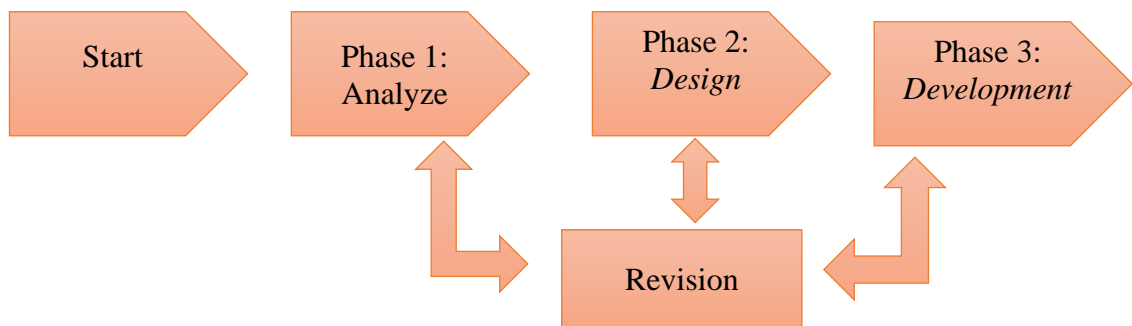 Start
Phase 1:
Analyze
Phase 2:
Design
Phase 3:
Development
Revision